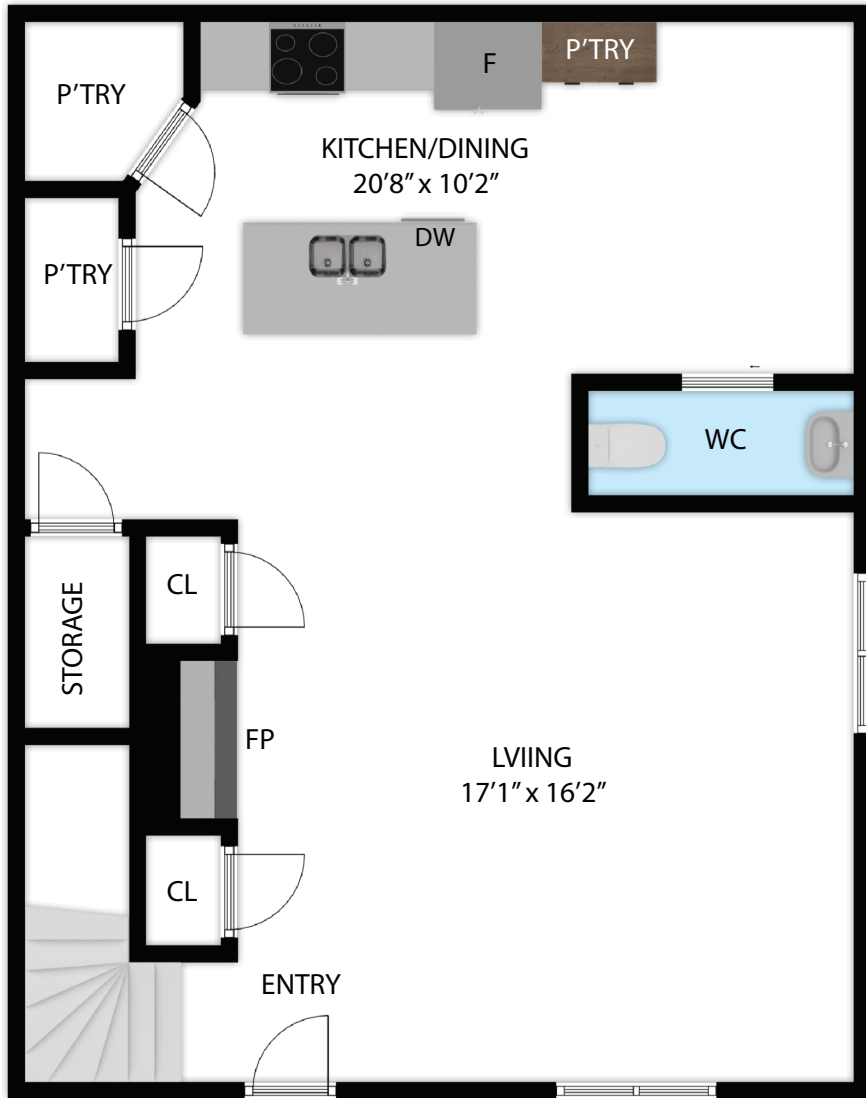 P'TRY
F
P'TRY
KITCHEN/DINING
20'8” x 10'2”
DW
P'TRY
WC
CL
STORAGE
FP
LVIING
17'1” x 16'2”
CL
ENTRY